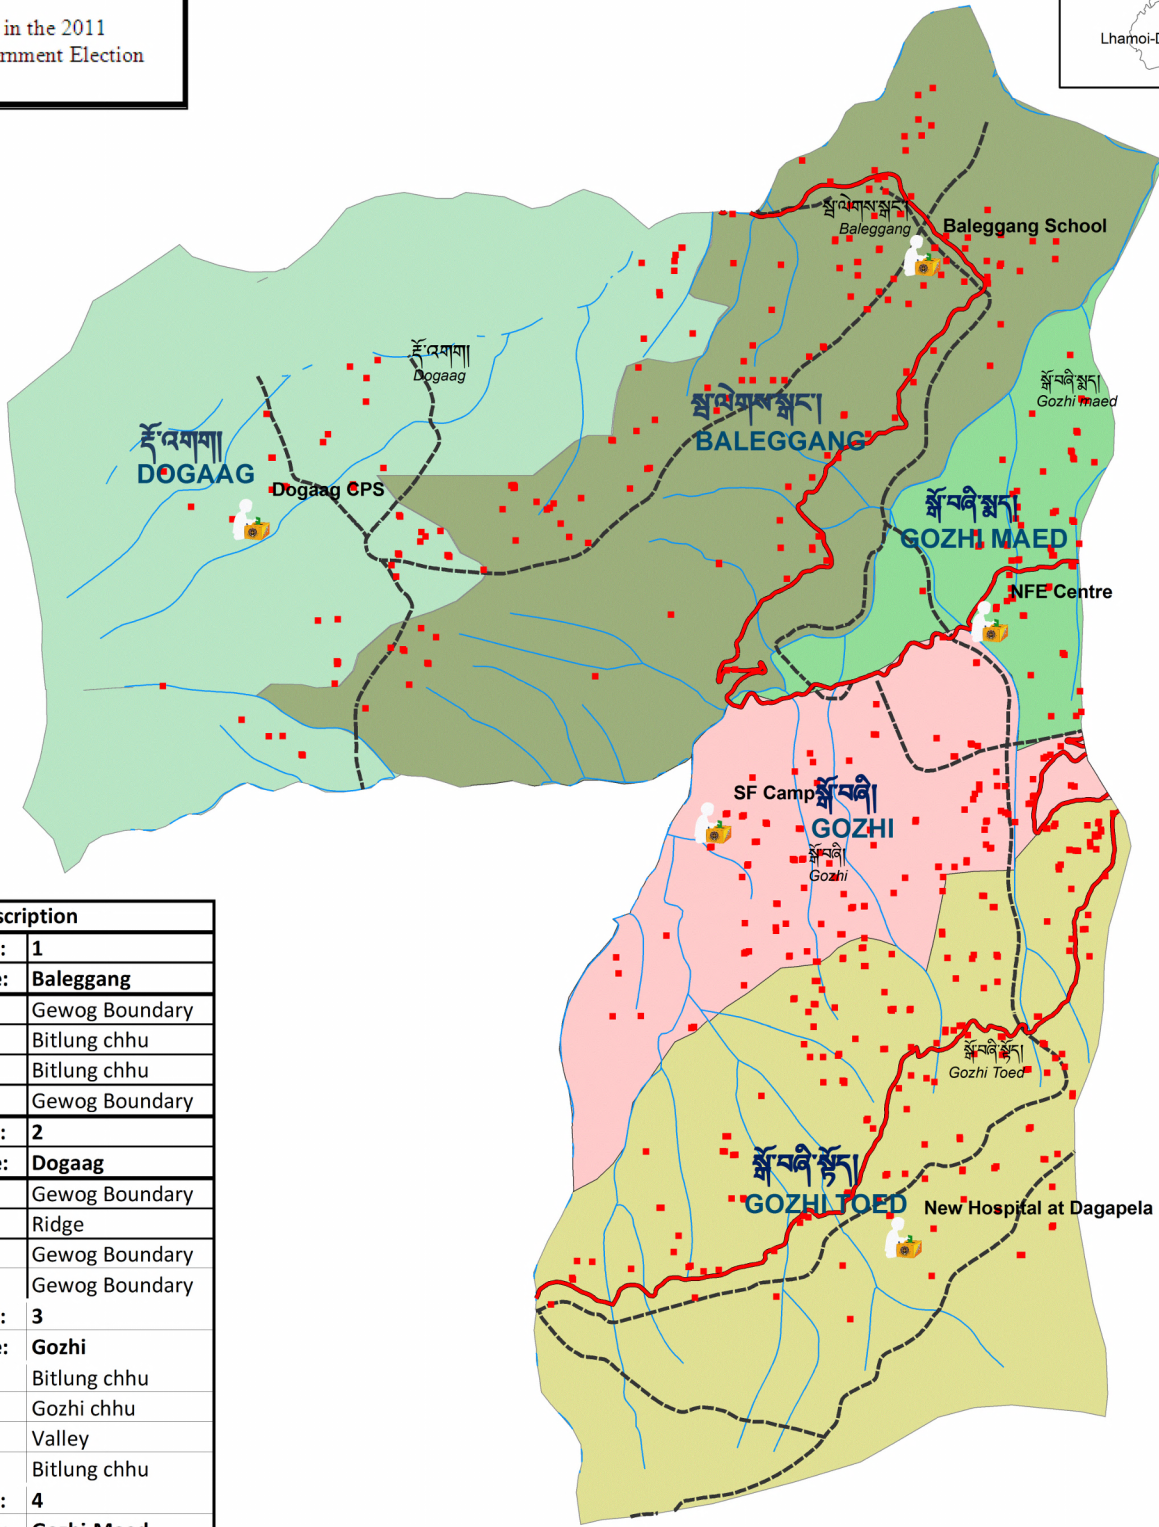 in the 2011
Election
སྤ་ལེགས་སྒང་།
Baleggang
Baleggang School
རྡོ་འགག།
Dogaag
སྒོ་བཞི་སྨད།
Gozhi maed
སྤ་ལེགས་སྒང་།
BALEGGANG
རྡོ་འགག།
DOGAAG
Dogaag CPS
སྒོ་བཞི་སྨད།
GOZHI MAED
NFE Centre
SF Camp
སྒོ་བཞི།
GOZHI
སྒོ་བཞི།
Gozhi
སྒོ་བཞི་སྟོད།
Gozhi Toed
སྒོ་བཞི་སྟོད།
GOZHI TOED
New Hospital at Dagapela
1
Baleggang
Gewog Boundary
Bitlung chhu
Bitlung chhu
Gewog Boundary
2
Dogaag
Gewog Boundary
Ridge
Gewog Boundary
Gewog Boundary
3
Gozhi
Bitlung chhu
Gozhi chhu
Valley
Bitlung chhu
4